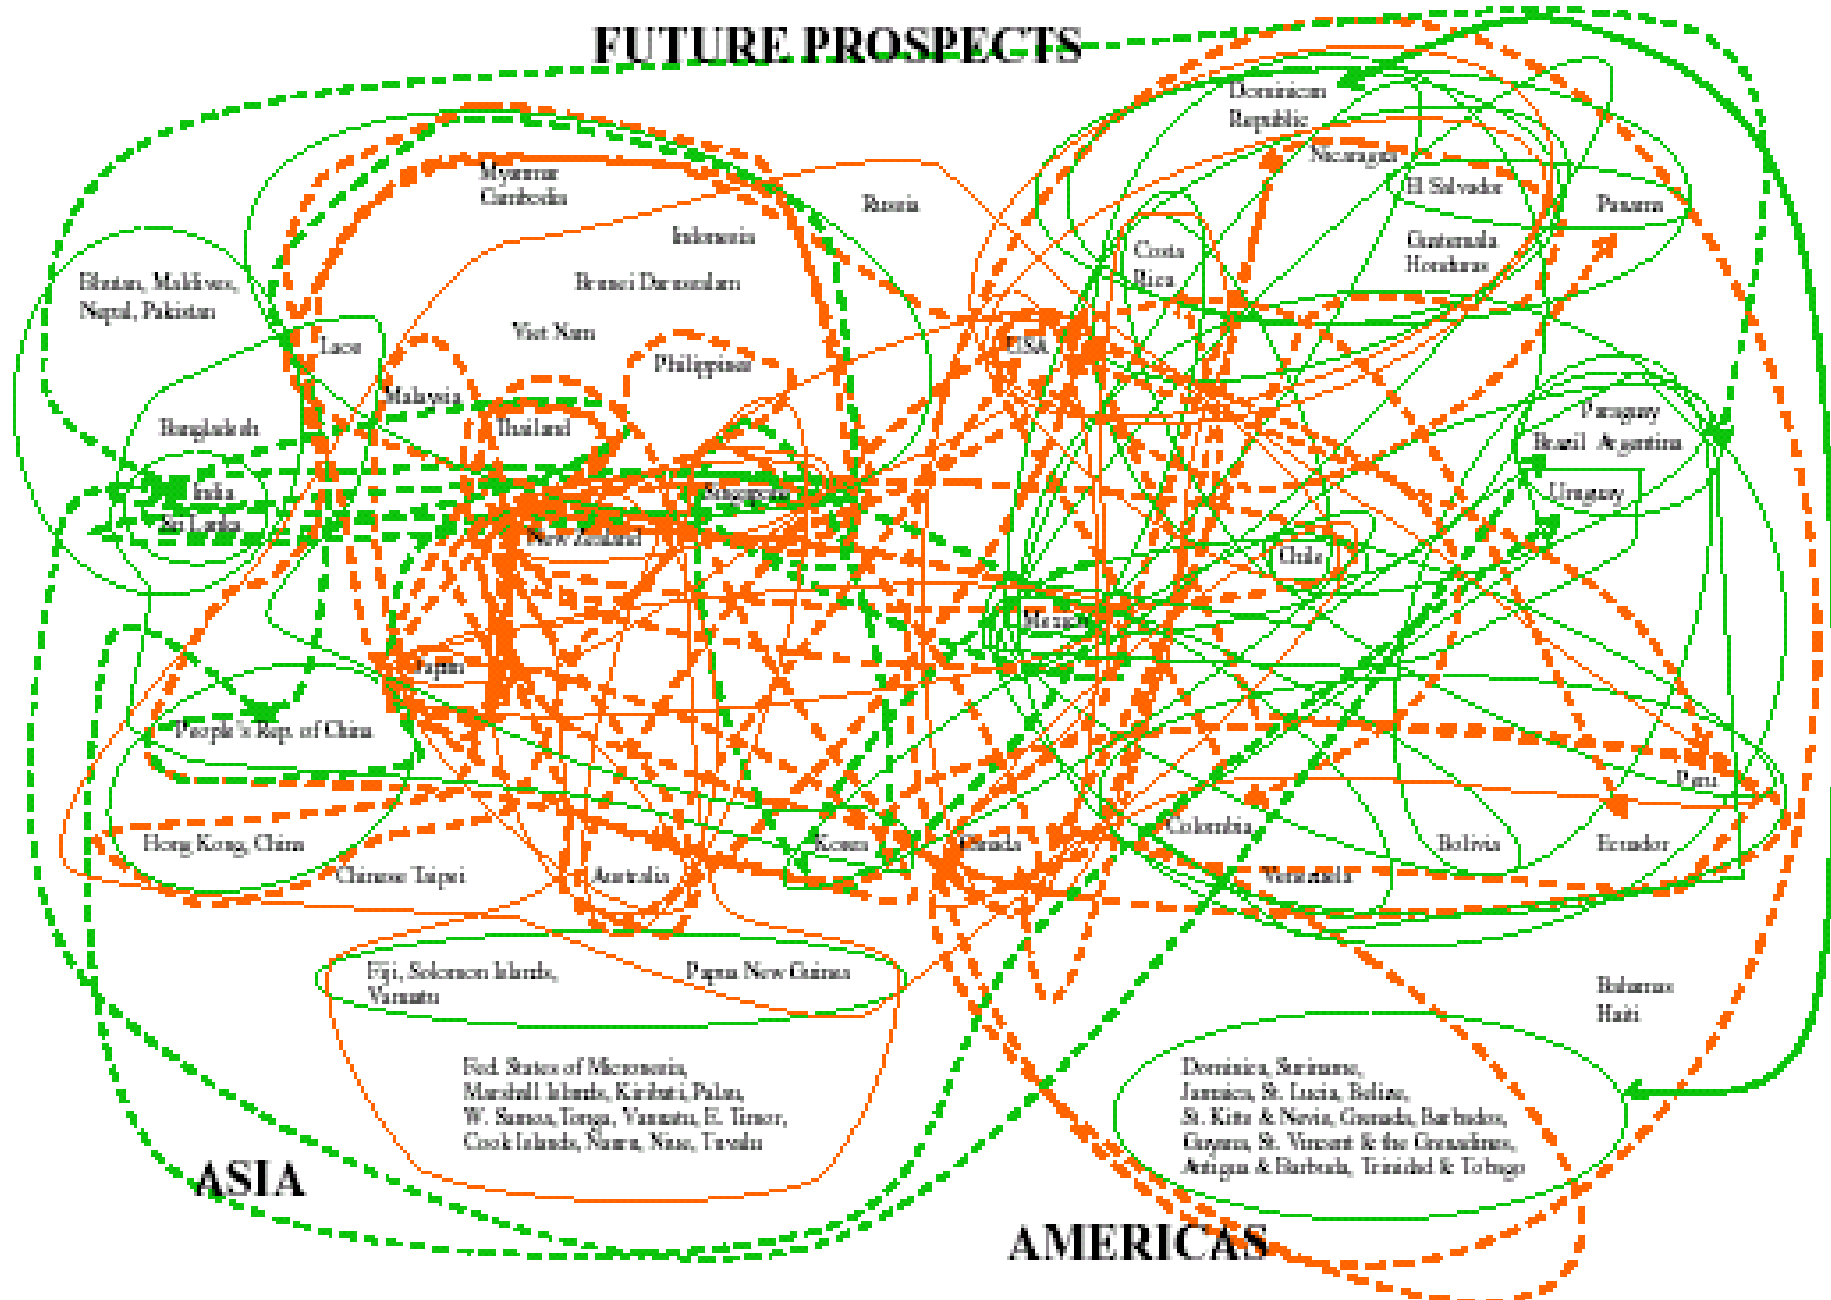 FUTURE PROSPECTS
Dominican
Republic
Nicaragua
El Salvador
Panama
Guatemala
Honduras
Costa
Rica
Myanmar
Cambodia
Russia
Indonesia
Brunei Darussalam
Viet Nam
Philippines
Bhutan, Maldives,
Nepal, Pakistan
Laos
Malaysia
Thailand
Bangladesh
India
Sri Lanka
Singapore
New Zealand
USA
Paraguay
Brazil Argentina
Uruguay
Chile
Mexico
Japan
People's Rep. of China
Peru
Hong Kong, China
Chinese Taipei
Australia
Korea
Canada
Colombia
Venezuela
Bolivia
Ecuador
Fiji, Solomon Islands,
Vanuatu
Papua New Guinea
Bahamas
Haiti
Fed. States of Micronesia,
Marshall Islands, Kiribati, Palau,
W. Samoa, Tonga, Vanuatu, E. Timor,
Cook Islands, Nauru, Niue, Tuvalu
Dominica, Suriname,
Jamaica, St. Lucia, Belize,
St. Kitts & Nevis, Grenada, Barbados,
Guyana, St. Vincent & the Grenadines,
Antigua & Barbuda, Trinidad & Tobago
ASIA
AMERICAS